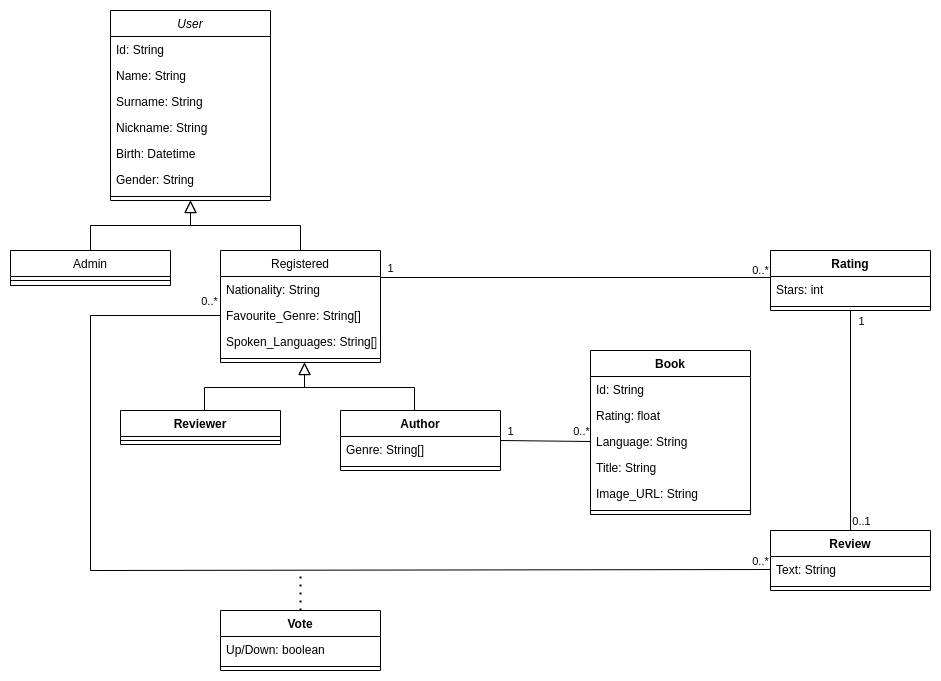 User
Id: String
Name: String
Surname: String
Nickname: String
Birth: Datetime
Gender: String
Admin
Registered
Nationality: String
Favourite_Genre: String[]
Spoken_Languages: String[]
1
0..*
Rating
Stars: int
0..*
1
Reviewer
Author
Genre: String[]
1
0..*
Book
Id: String
Rating: float
Language: String
Title: String
Image_URL: String
0..1
Review
Text: String
0..*
Vote
Up/Down: boolean